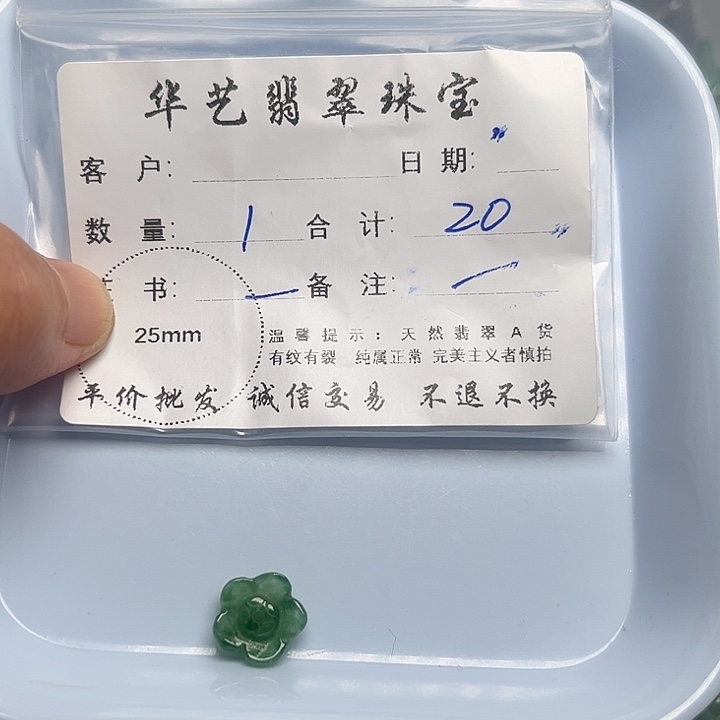 华艺翡翠珠宝
客 户: 日 期:
数 量: 1 合 计: 20
书: 备 注:
25mm
温馨提示: 天然翡翠A货
有纹有裂 纯属正常 完美主义者慎拍
平价批发 诚信交易 不退不换